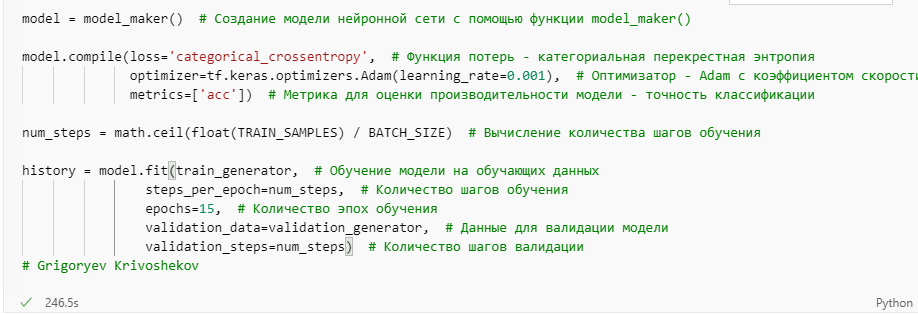 model = model_maker()  # Создание модели нейронной сети с помощью функции model_maker()
model.compile(loss='categorical_crossentropy',  # Функция потерь - категориальная перекрестная энтропия
optimizer=tf.keras.optimizers.Adam(learning_rate=0.001),  # Оптимизатор - Adam с коэффициентом скорости
metrics=['acc'])  # Метрика для оценки производительности модели - точность классификации
num_steps = math.ceil(float(TRAIN_SAMPLES) / BATCH_SIZE)  # Вычисление количества шагов обучения
history = model.fit(train_generator,  # Обучение модели на обучающих данных
steps_per_epoch=num_steps,  # Количество шагов обучения
epochs=15,  # Количество эпох обучения
validation_data=validation_generator,  # Данные для валидации модели
validation_steps=num_steps)  # Количество шагов валидации
# Grigoryev Krivoshekov
246.5s
Python